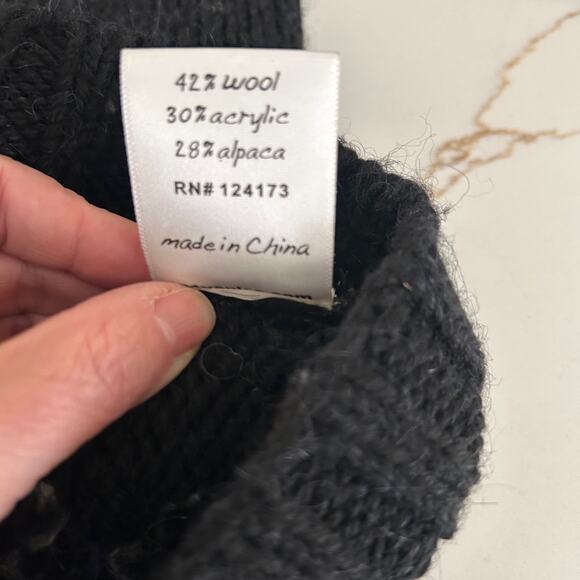 42% wool
30% acrylic
28% alpaca
RN# 124173
made in China